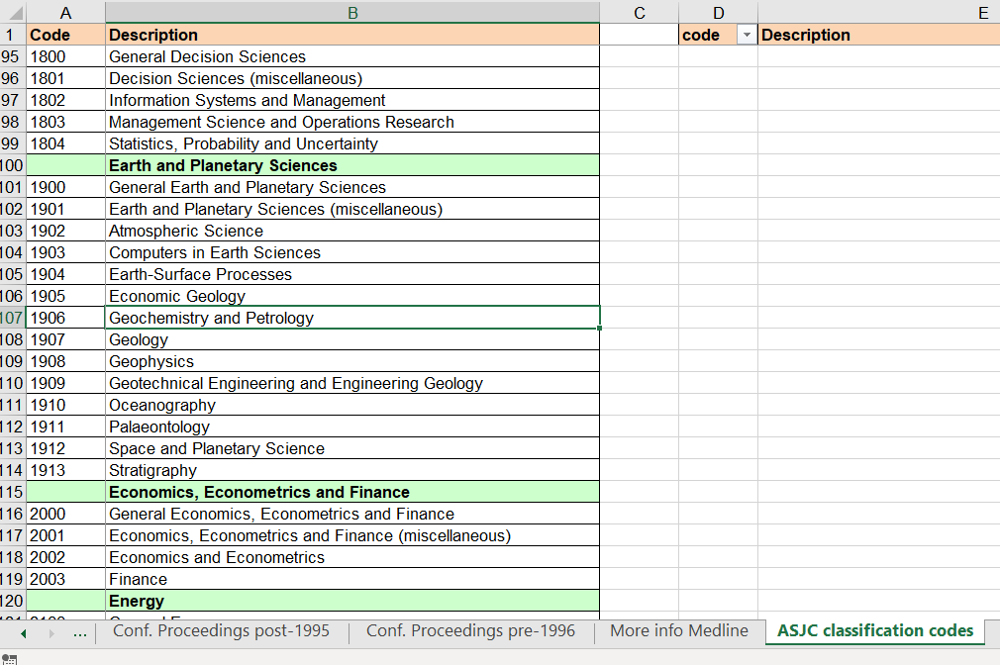 A B C D E
1 Code Description code Description
95 1800 General Decision Sciences
96 1801 Decision Sciences (miscellaneous)
97 1802 Information Systems and Management
98 1803 Management Science and Operations Research
99 1804 Statistics, Probability and Uncertainty
100 Earth and Planetary Sciences
101 1900 General Earth and Planetary Sciences
102 1901 Earth and Planetary Sciences (miscellaneous)
103 1902 Atmospheric Science
104 1903 Computers in Earth Sciences
105 1904 Earth-Surface Processes
106 1905 Economic Geology
107 1906 Geochemistry and Petrology
108 1907 Geology
109 1908 Geophysics
110 1909 Geotechnical Engineering and Engineering Geology
111 1910 Oceanography
112 1911 Palaeontology
113 1912 Space and Planetary Science
114 1913 Stratigraphy
115 Economics, Econometrics and Finance
116 2000 General Economics, Econometrics and Finance
117 2001 Economics, Econometrics and Finance (miscellaneous)
118 2002 Economics and Econometrics
119 2003 Finance
120 Energy
... Conf. Proceedings post-1995 Conf. Proceedings pre-1996 More info Medline ASJC classification codes